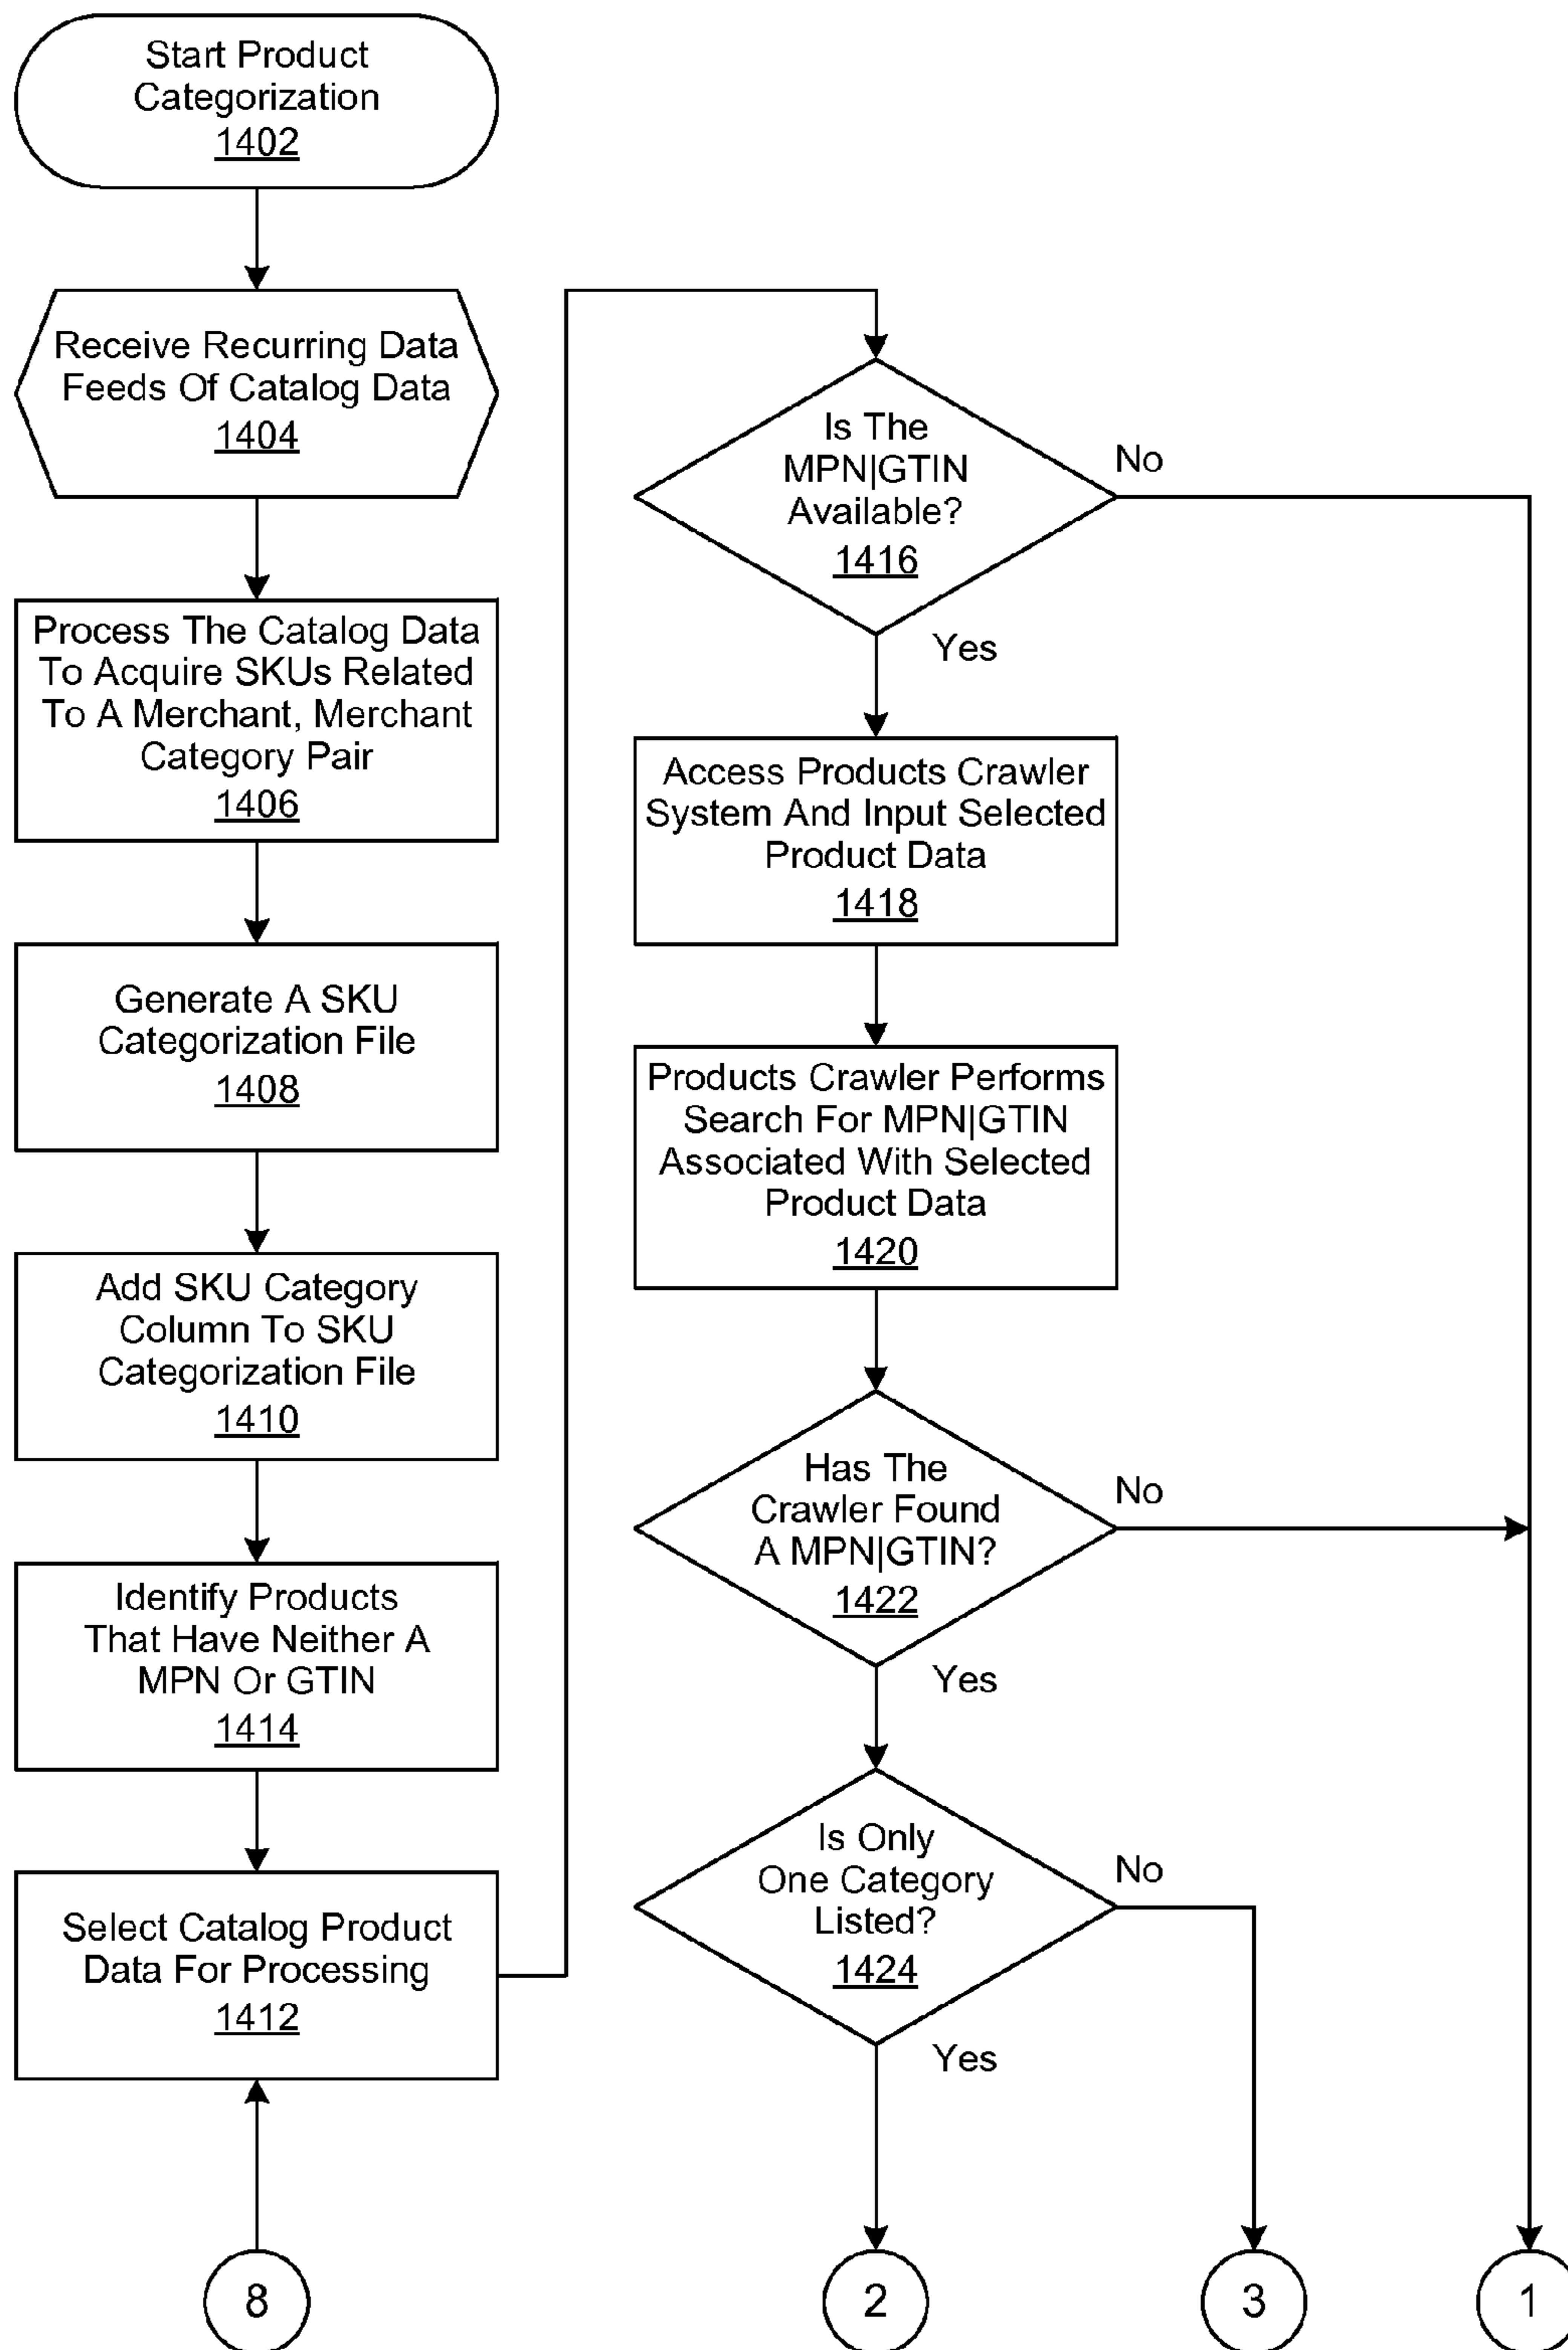 Start Product
Categorization
1402
Receive Recurring Data
Feeds Of Catalog Data
1404
Process The Catalog Data
To Acquire SKUs Related
To A Merchant, Merchant
Category Pair
1406
Generate A SKU
Categorization File
1408
Add SKU Category
Column To SKU
Categorization File
1410
Identify Products
That Have Neither A
MPN Or GTIN
1414
Select Catalog Product
Data For Processing
1412
8
Is The
MPN|GTIN
Available?
1416
No
Yes
Access Products Crawler
System And Input Selected
Product Data
1418
Products Crawler Performs
Search For MPN|GTIN
Associated With Selected
Product Data
1420
Has The
Crawler Found
A MPN|GTIN?
1422
No
Yes
Is Only
One Category
Listed?
1424
No
Yes
2
3
1